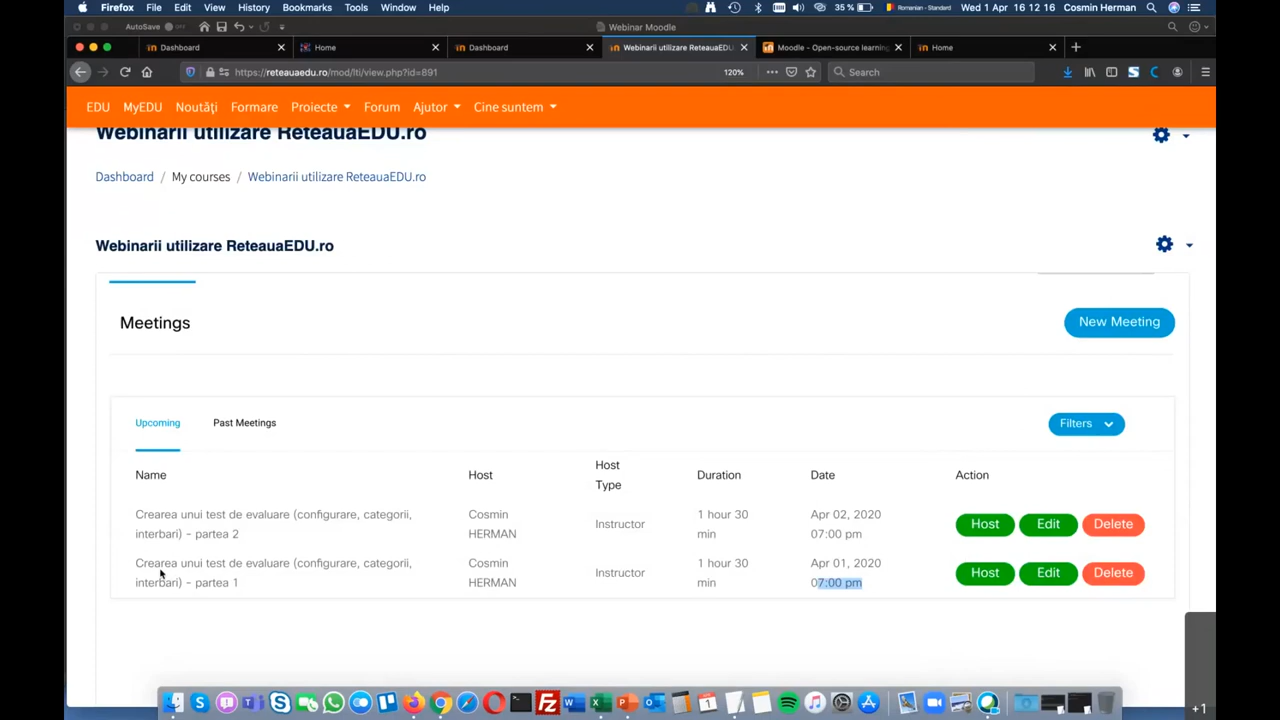 Firefox File Edit View History Bookmarks Tools Window Help 35 % Romanian - Standard Wed 1 Apr 16 12 16 Cosmin Herman
AutoSave Webinar Moodle
Dashboard Home Dashboard Webinarii utilizare ReteauaEDU Moodle - Open-source learning Home
https://reteauaedu.ro/mod/lti/view.php?id=891 120% Search
EDU MyEDU Noutăți Formare Proiecte Forum Ajutor Cine suntem
Webinarii utilizare ReteauaEDU.ro
Dashboard / My courses / Webinarii utilizare ReteauaEDU.ro
Webinarii utilizare ReteauaEDU.ro
Meetings New Meeting
Upcoming Past Meetings Filters
Name Host Host Type Duration Date Action
Crearea unui test de evaluare (configurare, categorii, Cosmin Instructor 1 hour 30 Apr 02, 2020 Host Edit Delete
interbari) - partea 2 HERMAN min 07:00 pm
Crearea unui test de evaluare (configurare, categorii, Cosmin Instructor 1 hour 30 Apr 01, 2020 Host Edit Delete
interbari) - partea 1 HERMAN min 07:00 pm
+1